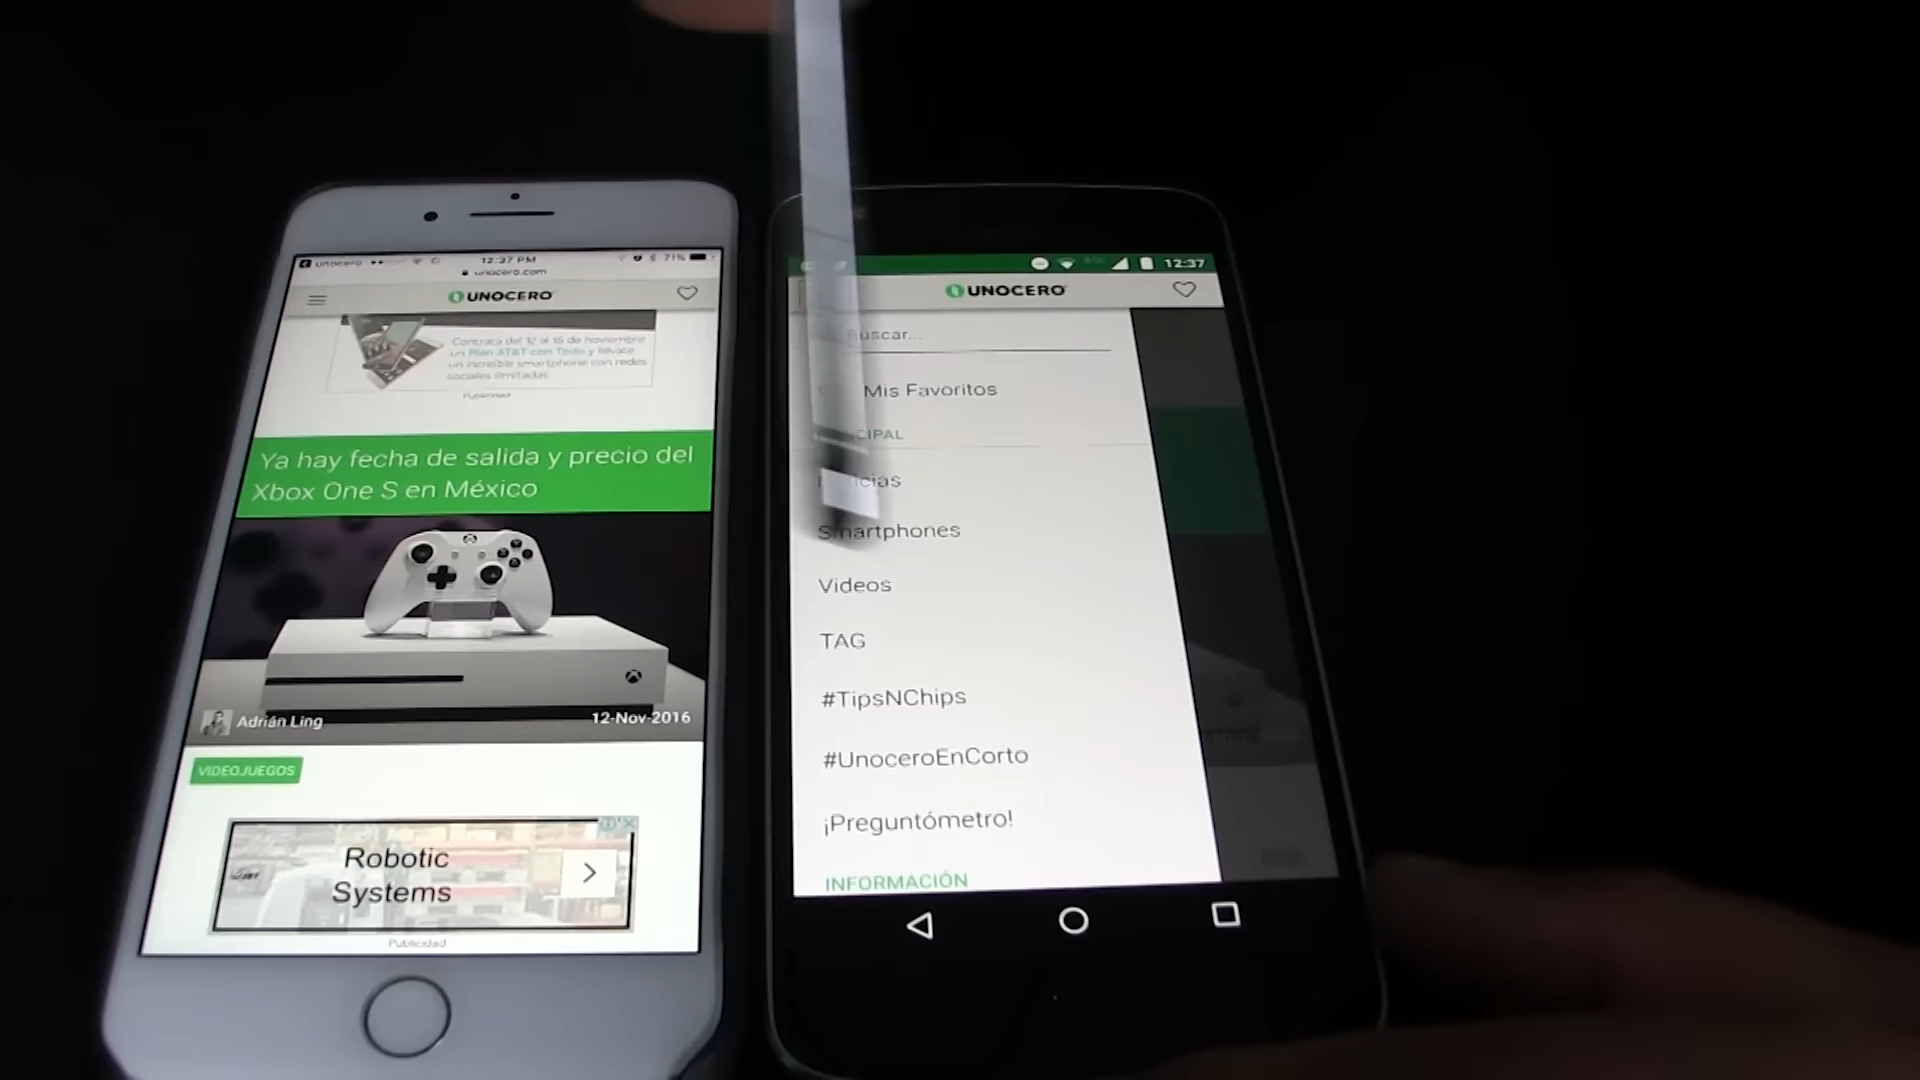 unocero
12:37 PM
71%
unocero.com
UNOCERO
Contrata del 12 al 16 de noviembre
un Plan AT&T con Todo y llévate
un increíble smartphone con redes
sociales ilimitadas
Publicidad
Ya hay fecha de salida y precio del
Xbox One S en México
Adrián Ling
12-Nov-2016
VIDEOJUEGOS
Robotic
Systems
Publicidad
12:37
UNOCERO
Buscar...
Mis Favoritos
Smartphones
Videos
TAG
#TipsNChips
#UnoceroEnCorto
¡Preguntómetro!
INFORMACIÓN